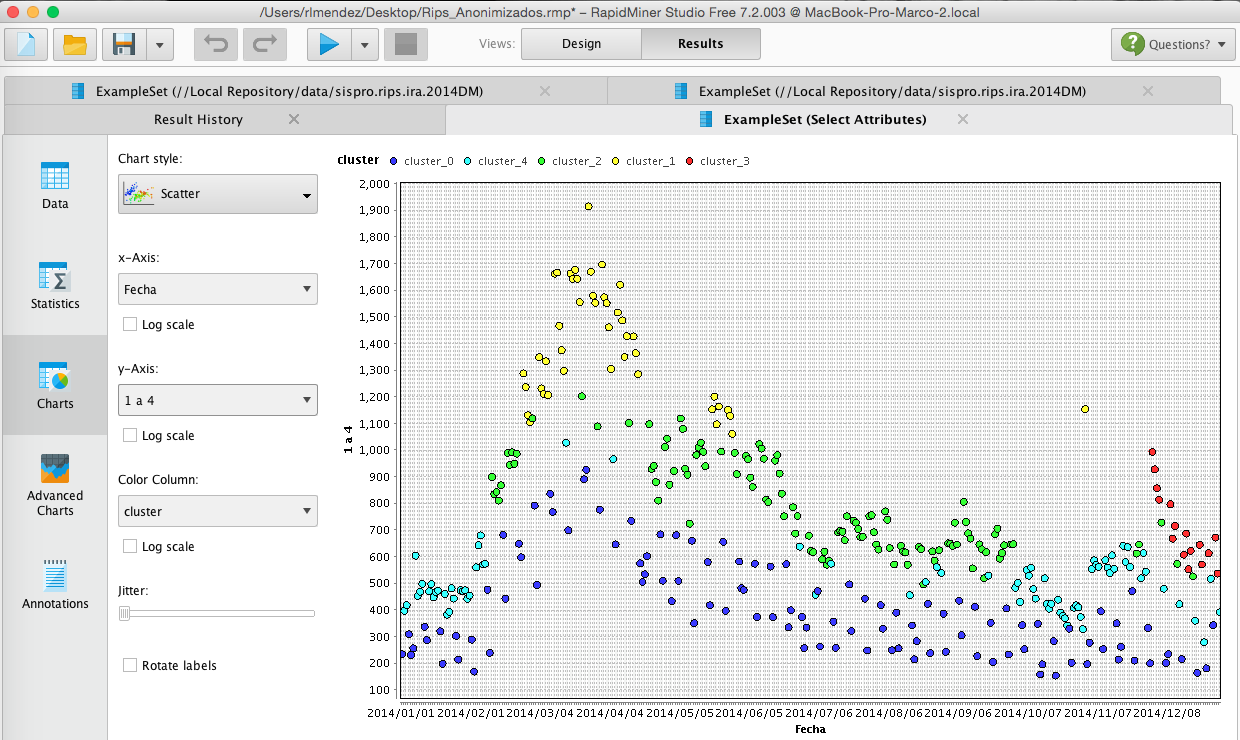 /Users/rlmendez/Desktop/Rips_Anonimizados.rmp* – RapidMiner Studio Free 7.2.003 @ MacBook-Pro-Marco-2.local
Views: Design Results Questions?
ExampleSet (//Local Repository/data/sispro.rips.ira.2014DM) ExampleSet (//Local Repository/data/sispro.rips.ira.2014DM)
Result History ExampleSet (Select Attributes)
Data
Statistics
Charts
Advanced
Charts
Annotations
Chart style:
Scatter
x-Axis:
Fecha
Log scale
y-Axis:
1 a 4
Log scale
Color Column:
cluster
Log scale
Jitter:
Rotate labels
cluster cluster_0 cluster_4 cluster_2 cluster_1 cluster_3
2,000
1,900
1,800
1,700
1,600
1,500
1,400
1,300
1,200
1,100
1,000
900
800
700
600
500
400
300
200
100
1 a 4
2014/01/01 2014/02/01 2014/03/04 2014/04/04 2014/05/05 2014/06/05 2014/07/06 2014/08/06 2014/09/06 2014/10/07 2014/11/07 2014/12/08
Fecha